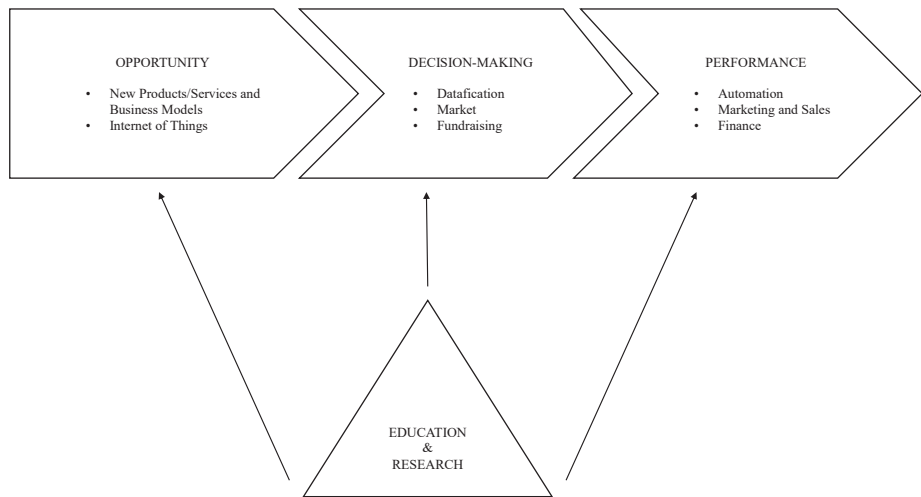 OPPORTUNITY
• New Products/Services and
Business Models
• Internet of Things
DECISION-MAKING
• Datafication
• Market
• Fundraising
PERFORMANCE
• Automation
• Marketing and Sales
• Finance
EDUCATION
&
RESEARCH